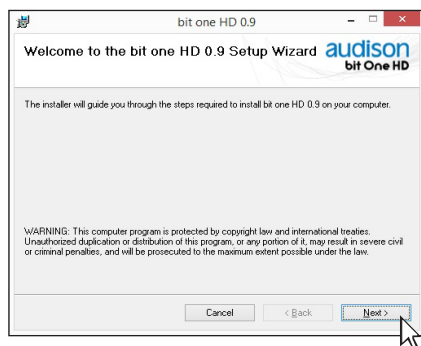 bit one HD 0.9
Welcome to the bit one HD 0.9 Setup Wizard
audison
bit One HD
The installer will guide you through the steps required to install bit one HD 0.9 on your computer.
WARNING: This computer program is protected by copyright law and international treaties.
Unauthorized duplication or distribution of this program, or any portion of it, may result in severe civil
or criminal penalties, and will be prosecuted to the maximum extent possible under the law.
Cancel < Back Next >